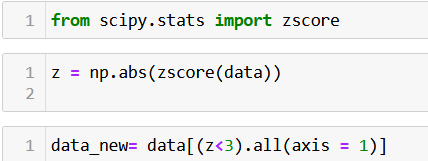 1 from scipy.stats import zscore
1 z = np.abs(zscore(data))
2
1 data_new= data[(z<3).all(axis = 1)]